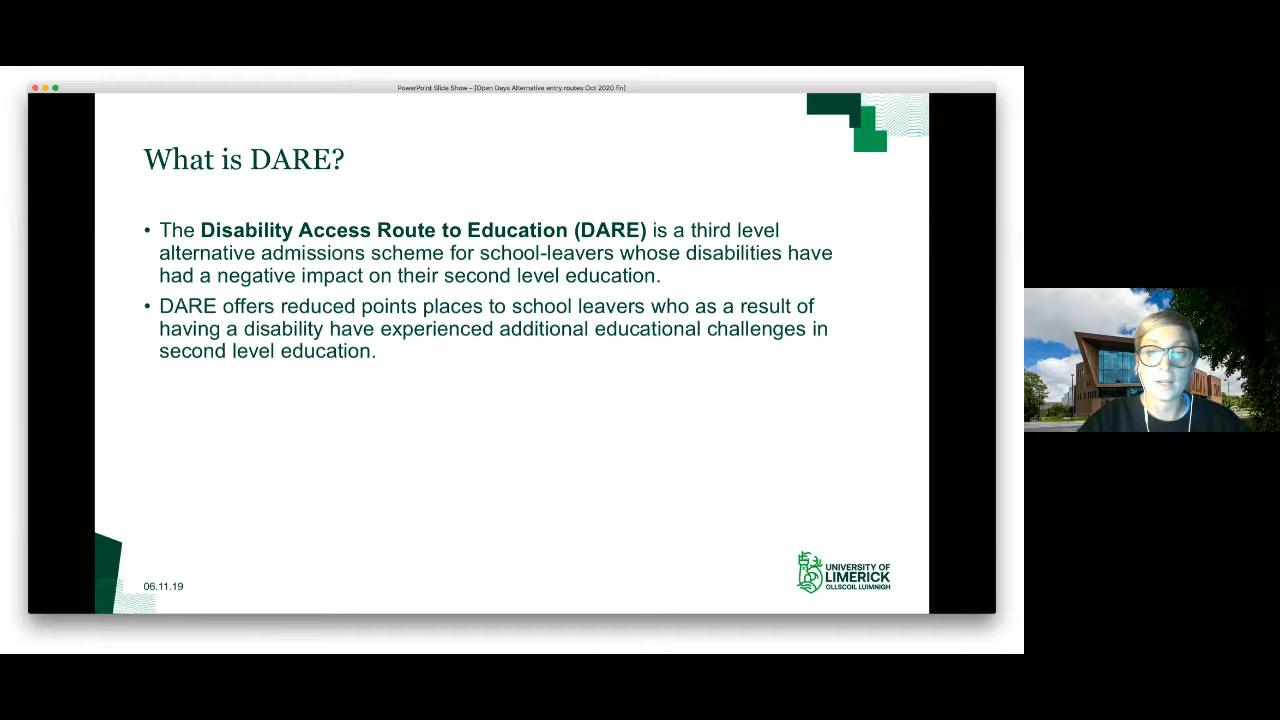 PowerPoint Slide Show – [Open Days Alternative entry routes Oct 2020 fin]
What is DARE?
• The Disability Access Route to Education (DARE) is a third level
alternative admissions scheme for school-leavers whose disabilities have
had a negative impact on their second level education.
• DARE offers reduced points places to school leavers who as a result of
having a disability have experienced additional educational challenges in
second level education.
06.11.19
UNIVERSITY OF
LIMERICK
OLLSCOIL LUIMNIGH